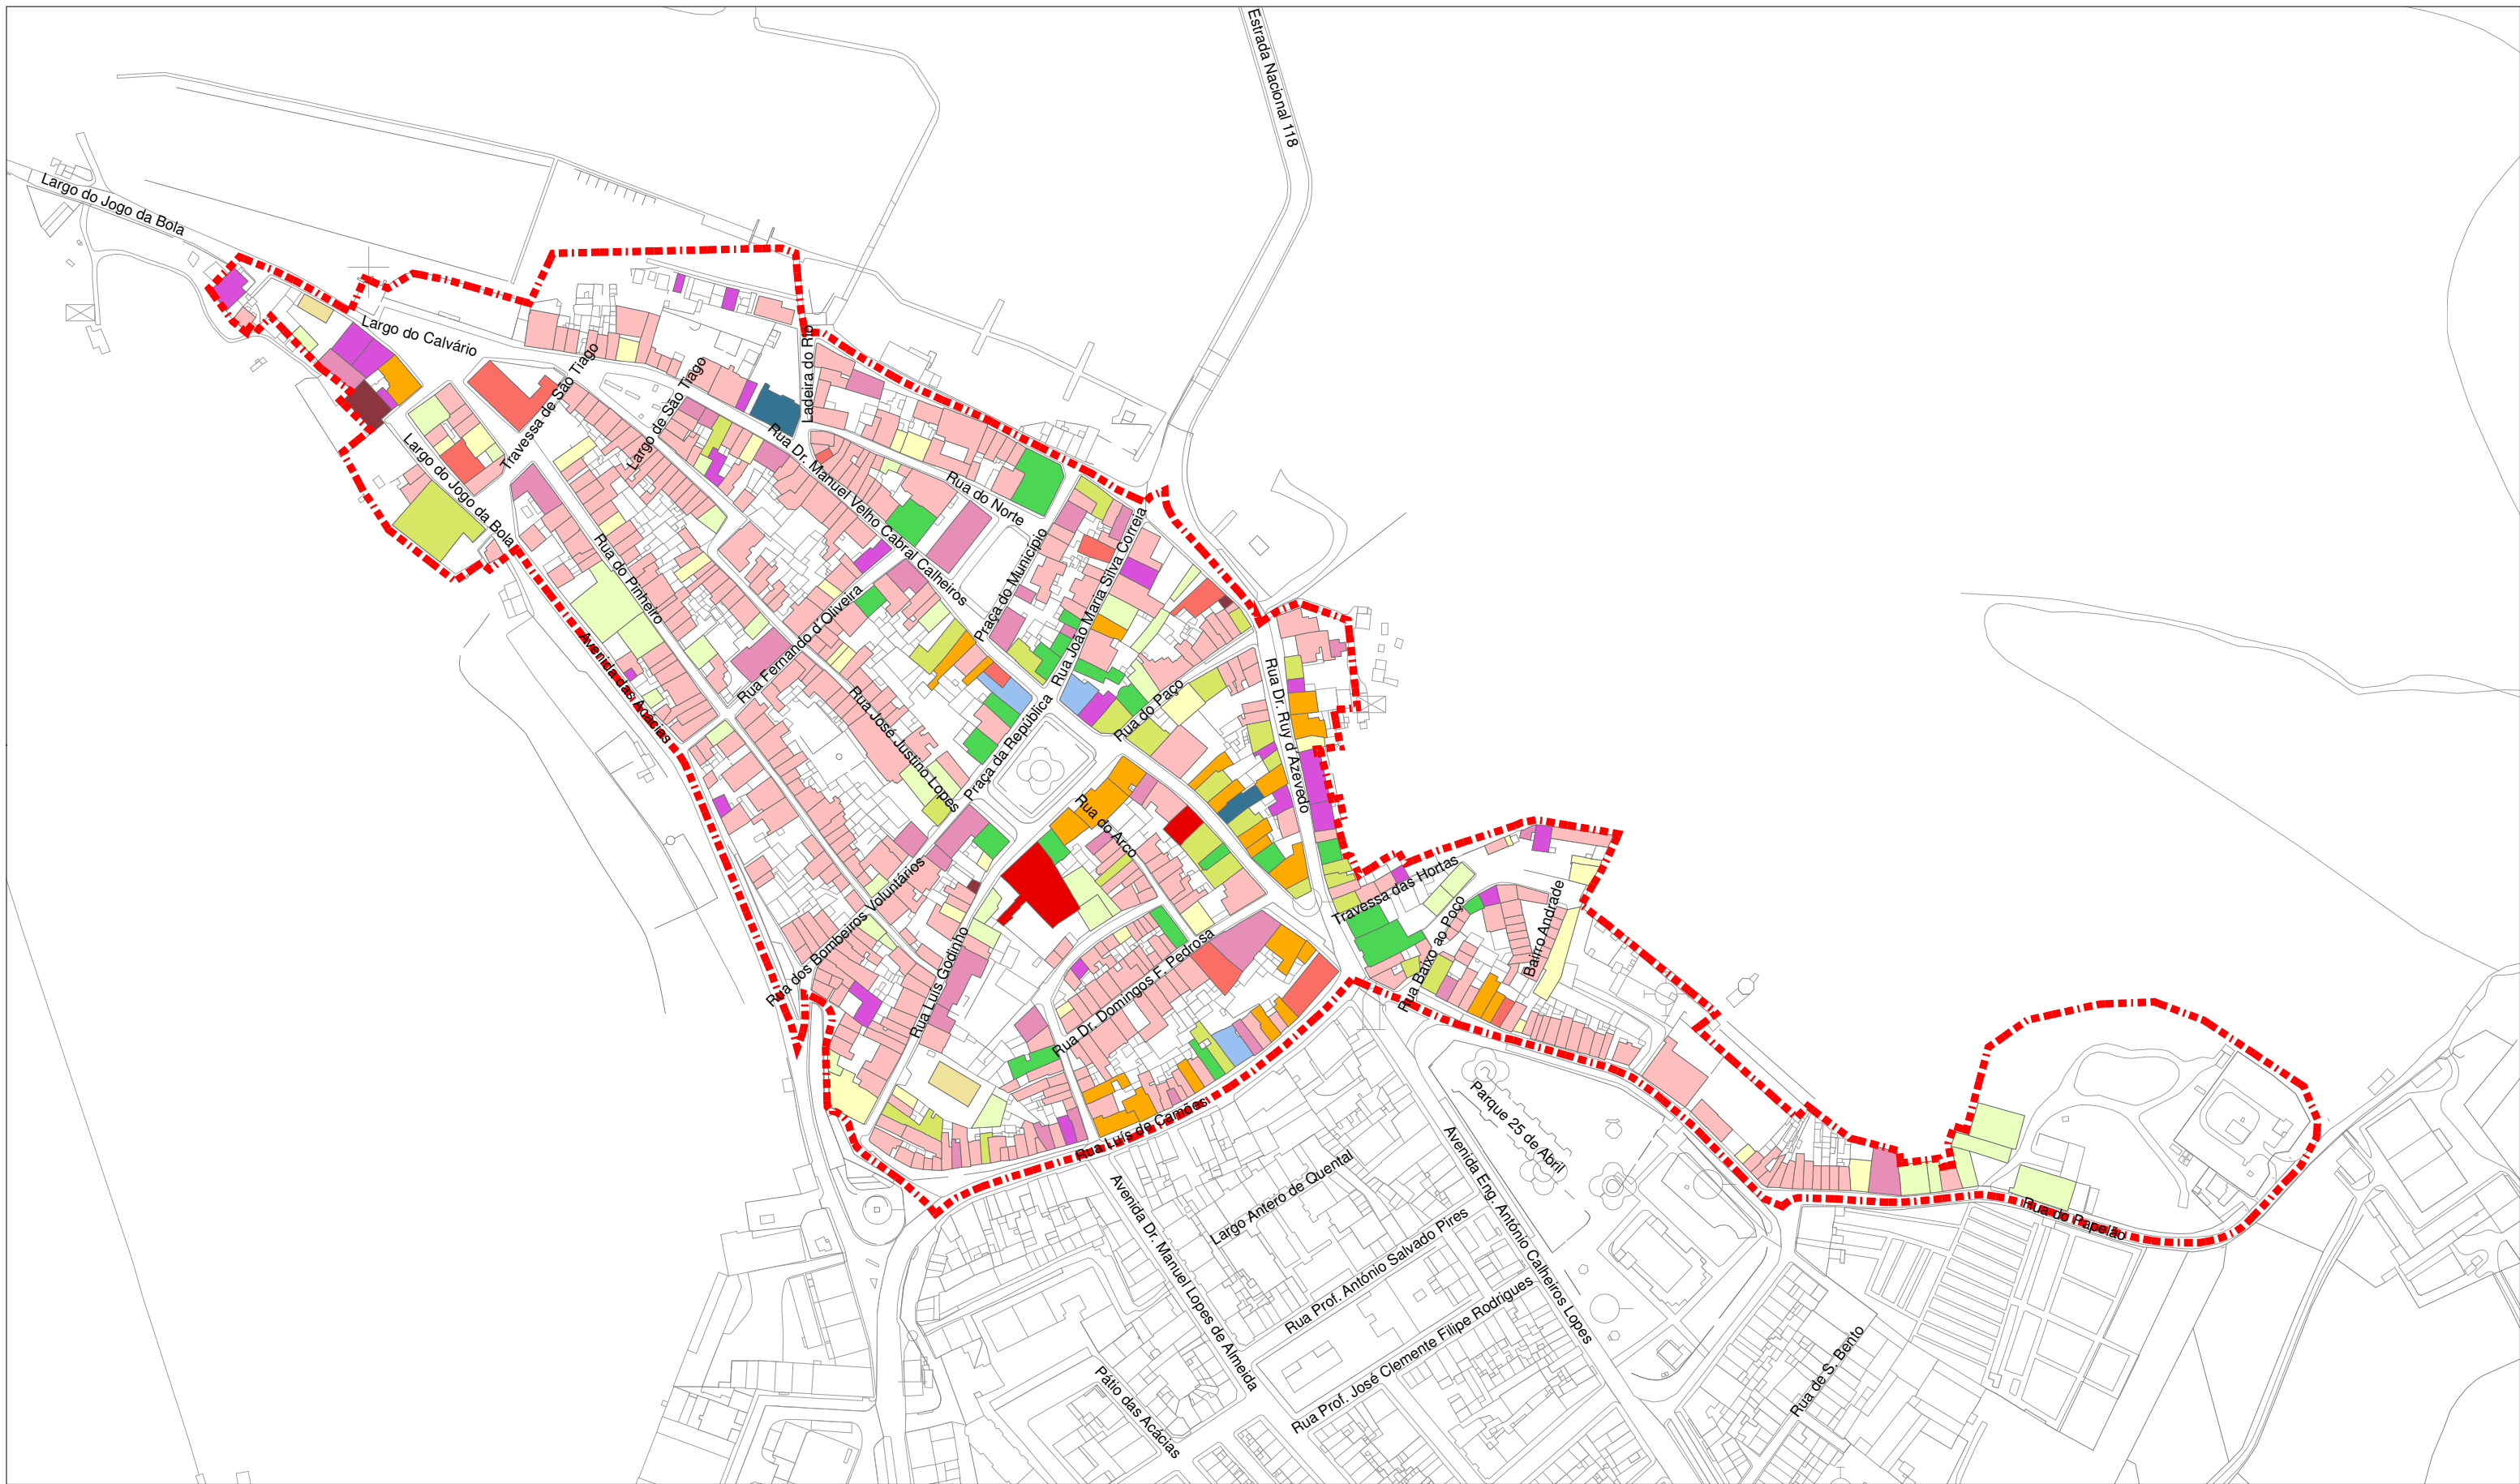 Estrada Nacional 118
Largo do Jogo da Bola
Largo do Calvário
Ladeira do Rio
Travessa de São Tiago
Largo de São Tiago
Largo do Jogo da Bola
Rua Dr. Manuel Velho Cabral Calheiros
Rua do Norte
Rua do Pinheiro
Praça do Município
Rua João Maria Silva Correia
Rua Fernando d'Oliveira
Avenida das Acácias
Rua José Justino Lopes
Praça da República
Rua do Paço
Rua Dr. Ruy d'Azevedo
Rua do Arco
Travessa das Hortas
Rua dos Bombeiros Voluntários
Rua Luís Godinho
Rua Dr. Domingos F. Pedrosa
Rua Baixo ao Poço
Bairro Andrade
Rua Luís de Camões
Parque 25 de Abril
Largo Antero de Quental
Avenida Dr. Manuel Lopes de Almeida
Avenida Eng. António Calheiros Lopes
Rua Prof. António Salvado Pires
Rua Prof. José Clemente Filipe Rodrigues
Rua do Papelão
Pátio das Acácias
Rua de S. Bento